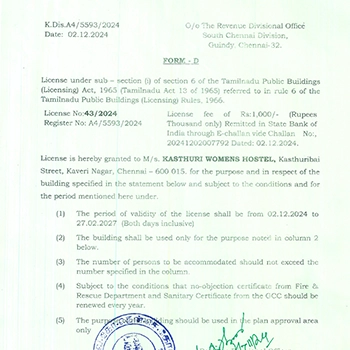 K.Dis.A4/5593/2024
Date: 02.12.2024
O/o The Revenue Divisional Office
South Chennai Division,
Guindy. Chennai-32.
FORM - D
License under sub – section (i) of section 6 of the Tamilnadu Public Buildings
(Licensing) Act, 1965 (Tamilnadu Act 13 of 1965) referred to in rule 6 of the
Tamilnadu Public Buildings (Licensing) Rules, 1966.
License No:43/2024
Register No: A4/5593/2024
License fee of Rs:1,000/- (Rupees
Thousand only) Remitted in State Bank of
India through E-challan vide Challan No:,
20241202007792 Dated: 02.12.2024.
License is hereby granted to M/s. KASTHURI WOMENS HOSTEL, Kasthuribai
Street, Kaveri Nagar, Chennai – 600 015. for the purpose and in respect of the
building specified in the statement below and subject to the conditions and for
the period mentioned here under.
(1) The period of validity of the license shall be from 02.12.2024 to
27.02.2027 (Both days inclusive)
(2) The building shall be used only for the purpose noted in column 2
below.
(3) The number of persons to be accommodated should not exceed the
number specified in the column.
(4) Subject to the conditions that no-objection certificate from Fire &
Rescue Department and Sanitary Certificate from the GCC should be
renewed every year.
(5) The building should be used in the plan approval area
only